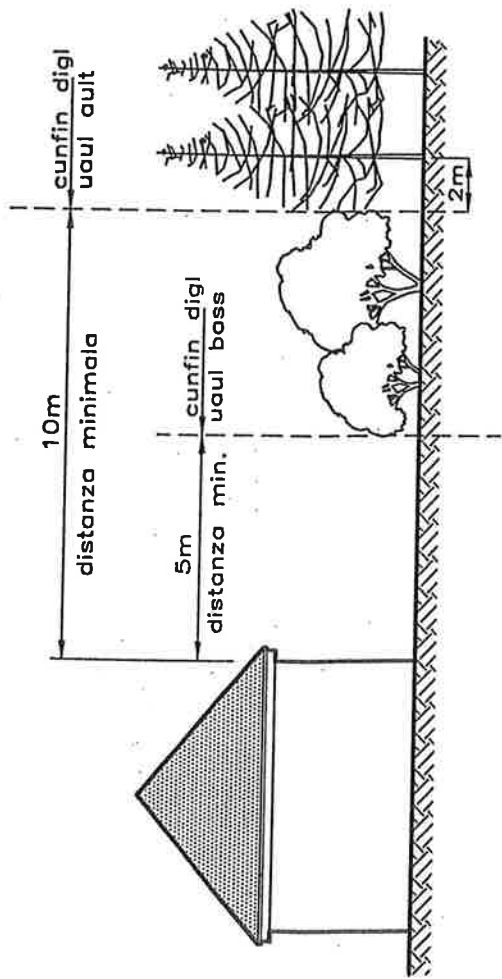 10m
distanza minimala
cunfin digl
uaul ault
5m
distanza min.
cunfin digl
uaul bass
2m